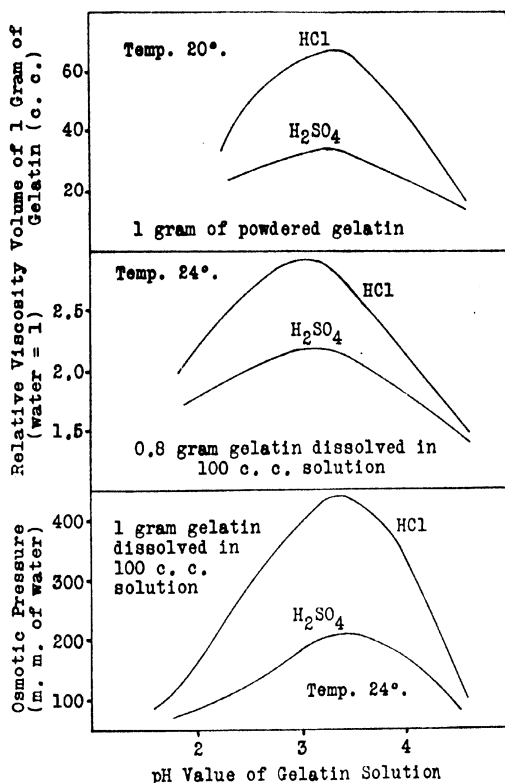 Volume of 1 Gram of
Gelatin (c. c.)
60
40
20
Temp. 20°.
HCl
H2SO4
1 gram of powdered gelatin
Relative Viscosity
(water = 1)
2.5
2.0
1.5
Temp. 24°.
HCl
H2SO4
0.8 gram gelatin dissolved in
100 c. c. solution
Osmotic Pressure
(m. m. of water)
400
300
200
100
1 gram gelatin
dissolved in
100 c. c.
solution
HCl
H2SO4
Temp. 24°.
2 3 4
pH Value of Gelatin Solution